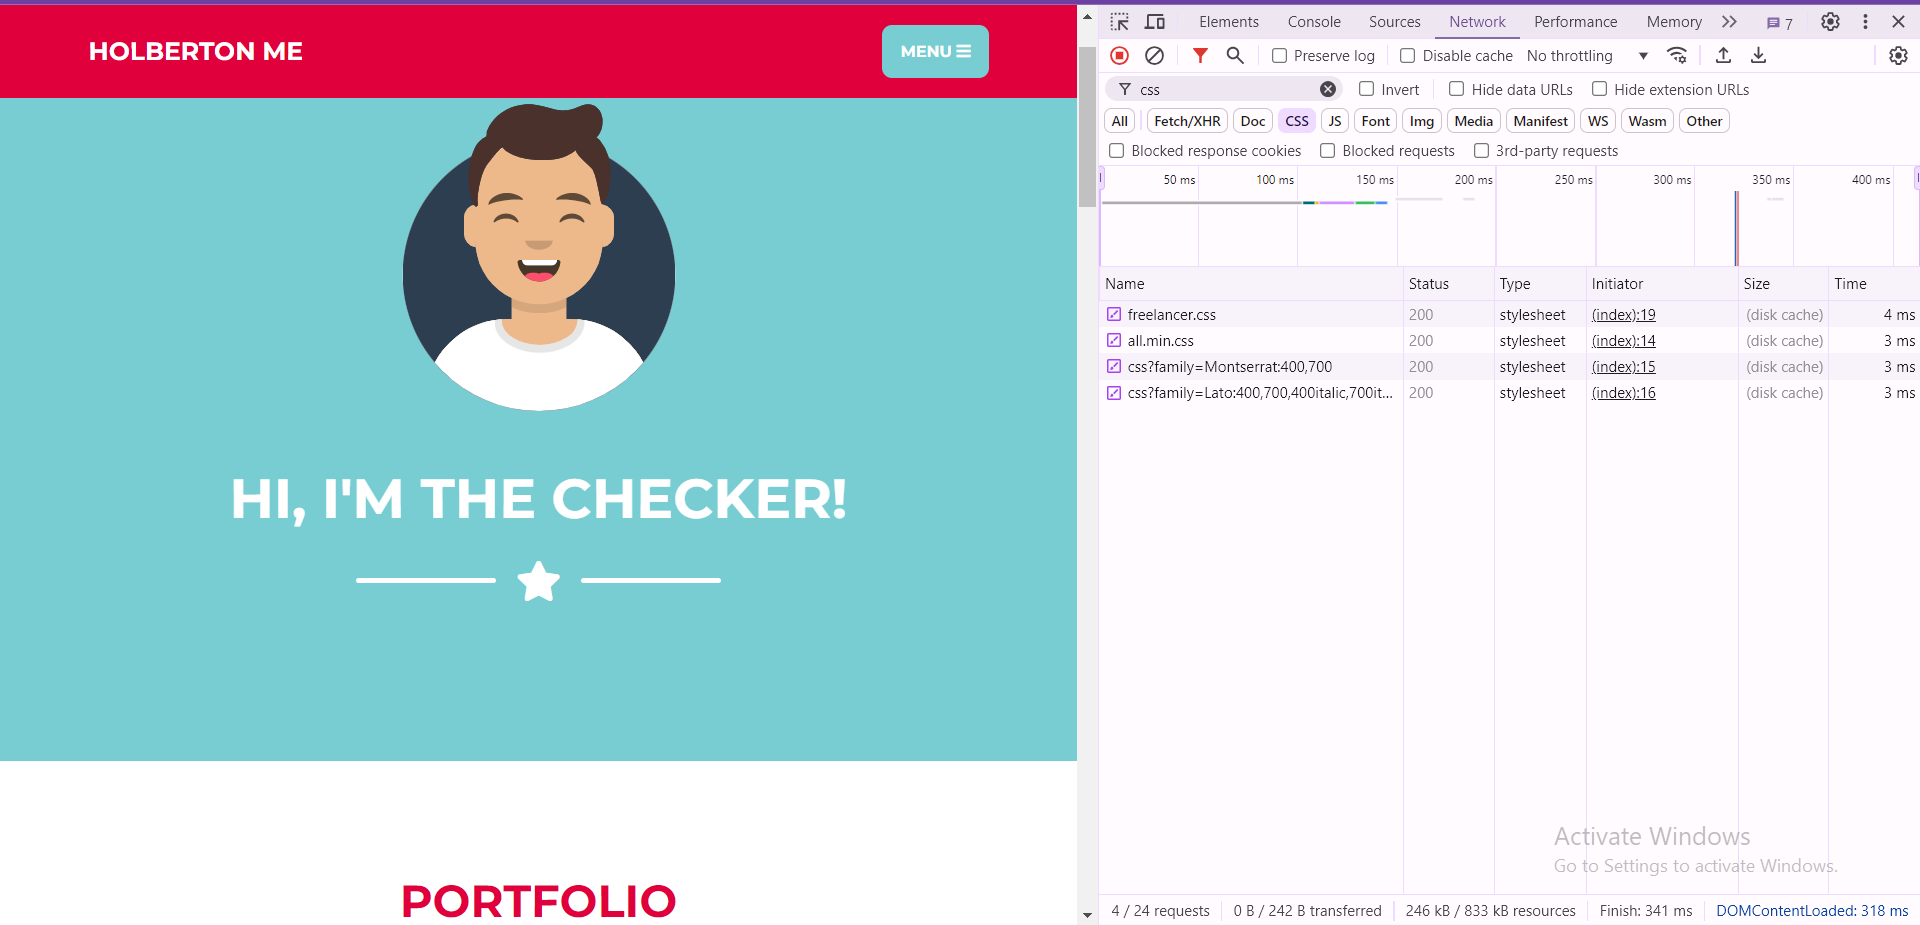 HOLBERTON ME
MENU
HI, I'M THE CHECKER!
PORTFOLIO
Elements Console Sources Network Performance Memory 7
Preserve log Disable cache No throttling
css Invert Hide data URLs Hide extension URLs
All Fetch/XHR Doc CSS JS Font Img Media Manifest WS Wasm Other
Blocked response cookies Blocked requests 3rd-party requests
50 ms 100 ms 150 ms 200 ms 250 ms 300 ms 350 ms 400 ms
Name Status Type Initiator Size Time
freelancer.css 200 stylesheet (index):19 (disk cache) 4 ms
all.min.css 200 stylesheet (index):14 (disk cache) 3 ms
css?family=Montserrat:400,700 200 stylesheet (index):15 (disk cache) 3 ms
css?family=Lato:400,700,400italic,700it... 200 stylesheet (index):16 (disk cache) 3 ms
Activate Windows
Go to Settings to activate Windows.
4 / 24 requests 0 B / 242 B transferred 246 kB / 833 kB resources Finish: 341 ms DOMContentLoaded: 318 ms